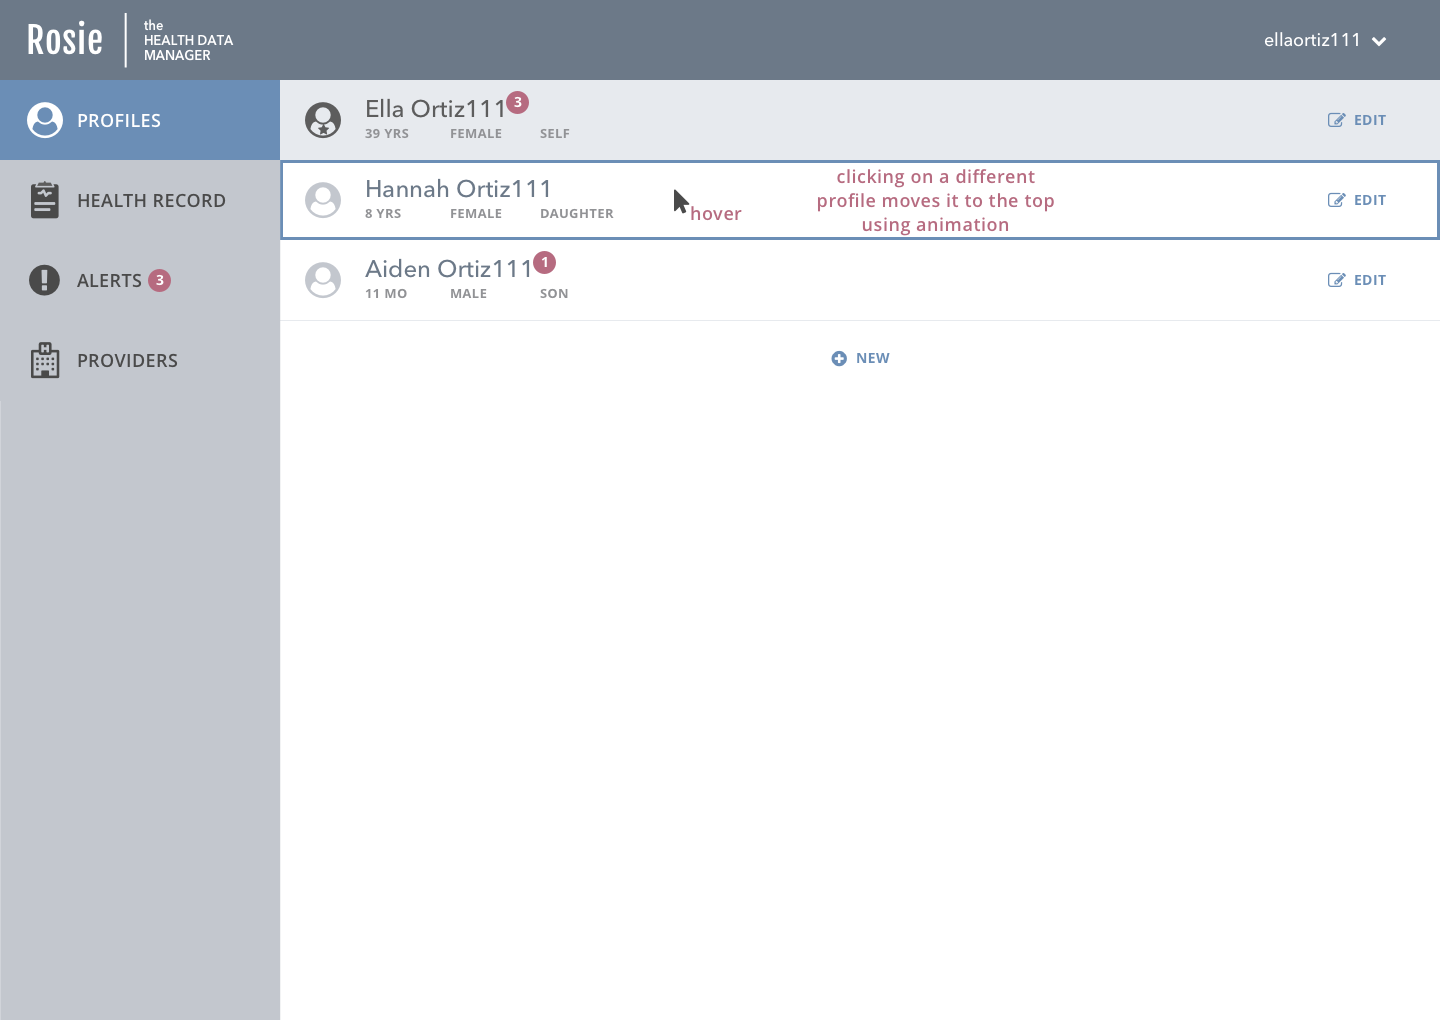 Rosie
the
HEALTH DATA
MANAGER
ellaortiz111
PROFILES
HEALTH RECORD
ALERTS 3
PROVIDERS
Ella Ortiz111 3
39 YRS FEMALE SELF
EDIT
Hannah Ortiz111
8 YRS FEMALE DAUGHTER
hover
clicking on a different
profile moves it to the top
using animation
EDIT
Aiden Ortiz111 1
11 MO MALE SON
EDIT
NEW